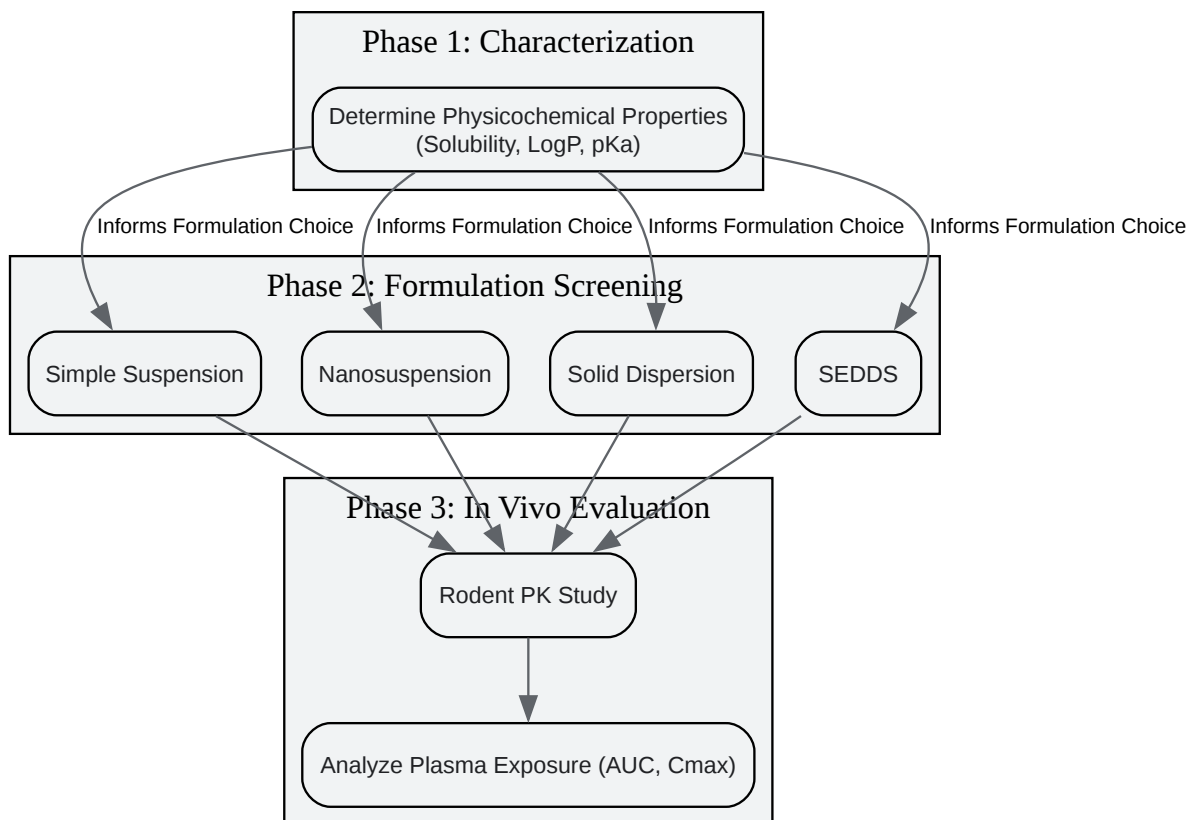 Phase 1: Characterization
Determine Physicochemical Properties
(Solubility, LogP, pKa)
Informs Formulation Choice
Informs Formulation Choice
Informs Formulation Choice
Informs Formulation Choice
Phase 2: Formulation Screening
Simple Suspension
Nanosuspension
Solid Dispersion
SEDDS
Phase 3: In Vivo Evaluation
Rodent PK Study
Analyze Plasma Exposure (AUC, Cmax)